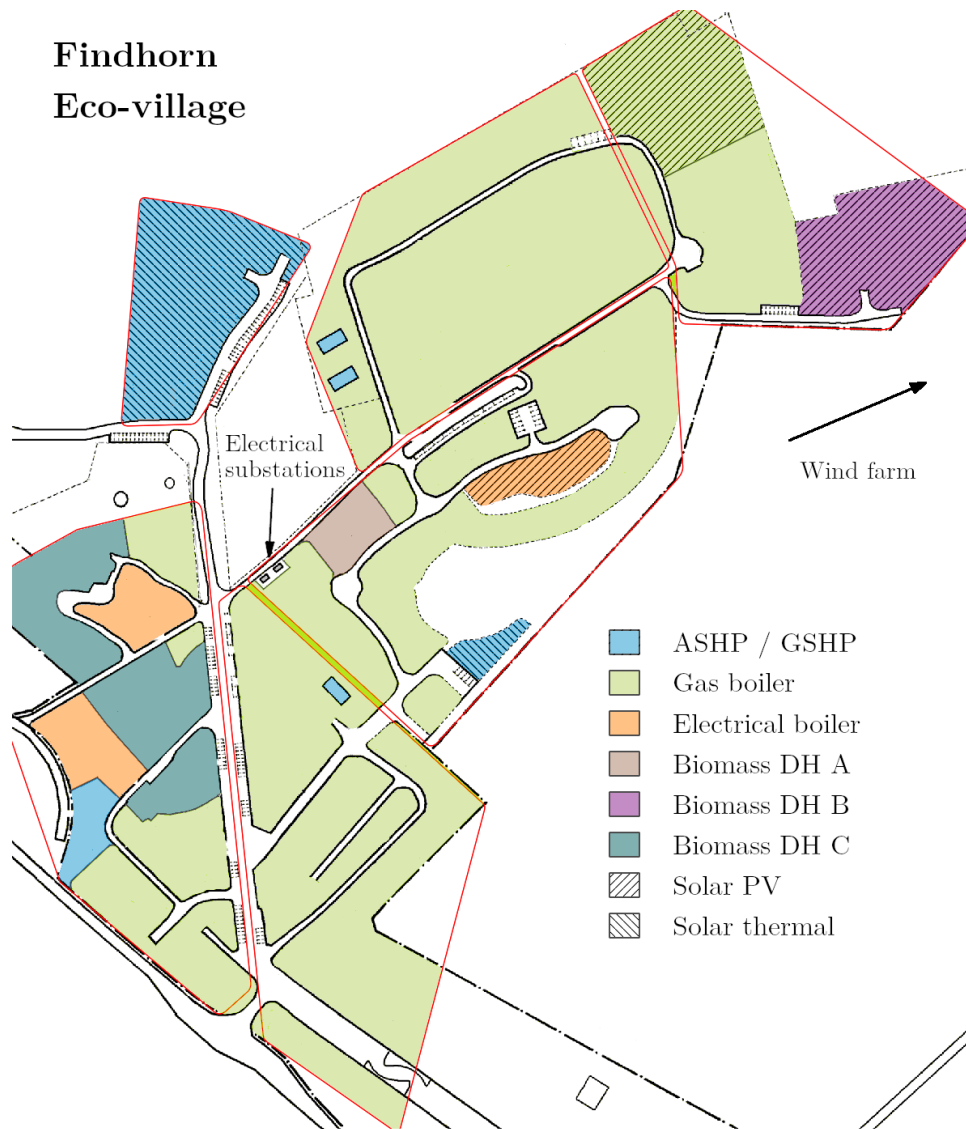 Findhorn
Eco-village
Electrical
substations
Wind farm
ASHP / GSHP
Gas boiler
Electrical boiler
Biomass DH A
Biomass DH B
Biomass DH C
Solar PV
Solar thermal